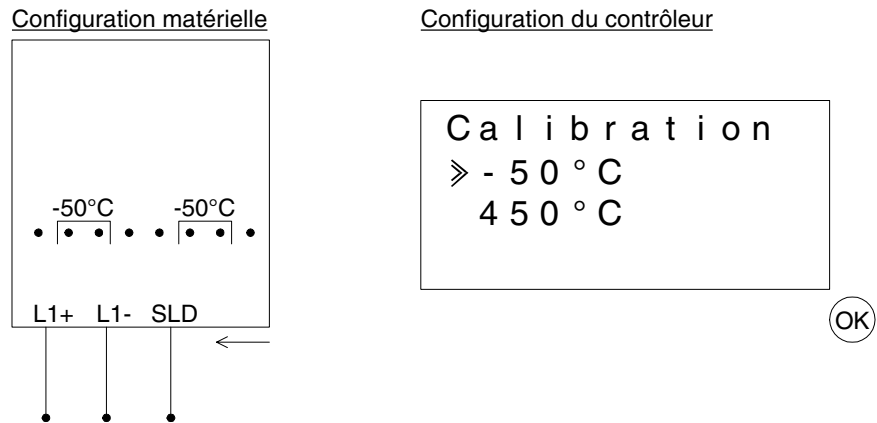 Configuration matérielle
Configuration du contrôleur
-50°C -50°C
L1+ L1- SLD
Calibration
-50°C
450°C
OK